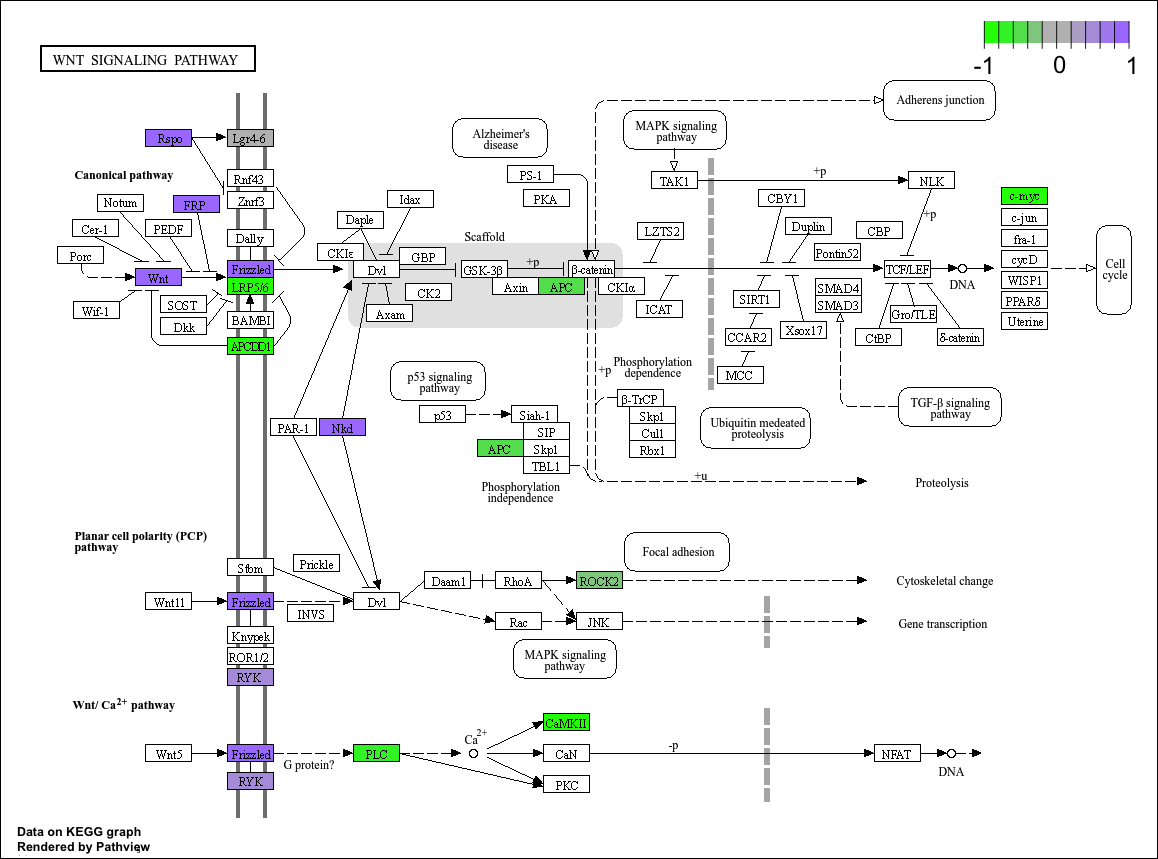 -1 0 1
WNT SIGNALING PATHWAY
Adherens junction
Alzheimer's
disease
MAPK signaling
pathway
Rspo
Lgr4-6
Canonical pathway
Rnf43
PS-1
TAK1
+p
NLK
Notum
FRP
Znrf3
Idax
PKA
CBY1
c-myc
Cer-1
PEDF
Dally
Daple
Scaffold
LZTS2
Duplin
CBP
+p
c-jun
Porc
CKIε
GBP
Pontin52
fra-1
Wnt
Frizzled
Dvl
GSK-3β
+p
β-catenin
TCF/LEF
DNA
cycD
Cell
cycle
LRP5/6
Axin
APC
CKIα
SMAD4
WISP1
Wif-1
SOST
CK2
ICAT
SIRT1
SMAD3
PPARδ
Dkk
BAMBI
Axam
Xsox17
Gro/TLE
Uterine
APCDD1
CCAR2
CtBP
δ-catenin
MCC
p53 signaling
pathway
+p
Phosphorylation
dependence
β-TrCP
TGF-β signaling
pathway
PAR-1
Nkd
p53
Siah-1
Skp1
Ubiquitin medeated
proteolysis
SIP
Cul1
APC
Skp1
Rbx1
TBL1
+u
Proteolysis
Phosphorylation
independence
Planar cell polarity (PCP)
pathway
Focal adhesion
Stbm
Prickle
Daam1
RhoA
ROCK2
Cytoskeletal change
Wnt11
Frizzled
INVS
Dvl
Rac
JNK
Gene transcription
Knypek
ROR1/2
MAPK signaling
pathway
RYK
Wnt/ Ca2+ pathway
CaMKII
Ca2+
Wnt5
Frizzled
G protein?
PLC
CaN
-p
NFAT
DNA
RYK
PKC
Data on KEGG graph
Rendered by Pathview